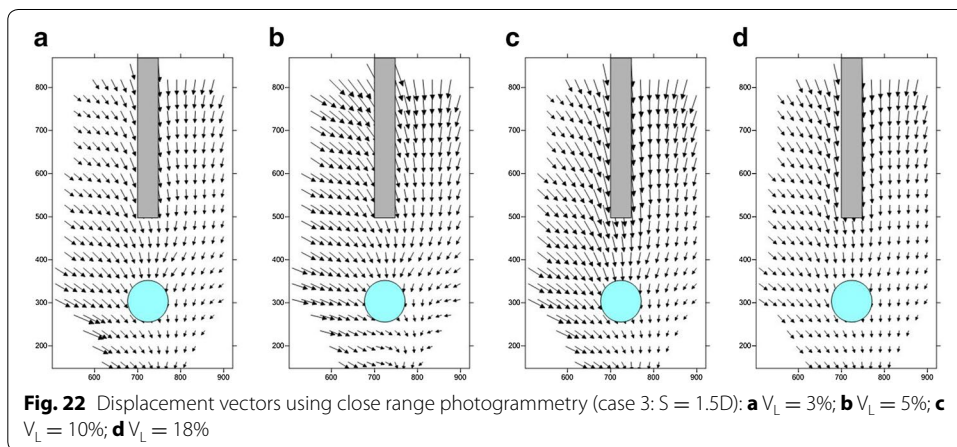 a b c d
800 800 800 800
700 700 700 700
600 600 600 600
500 500 500 500
400 400 400 400
300 300 300 300
200 200 200 200
600 700 800 900 600 700 800 900 600 700 800 900 600 700 800 900
Fig. 22 Displacement vectors using close range photogrammetry (case 3: S = 1.5D): a V_L = 3%; b V_L = 5%; c
V_L = 10%; d V_L = 18%